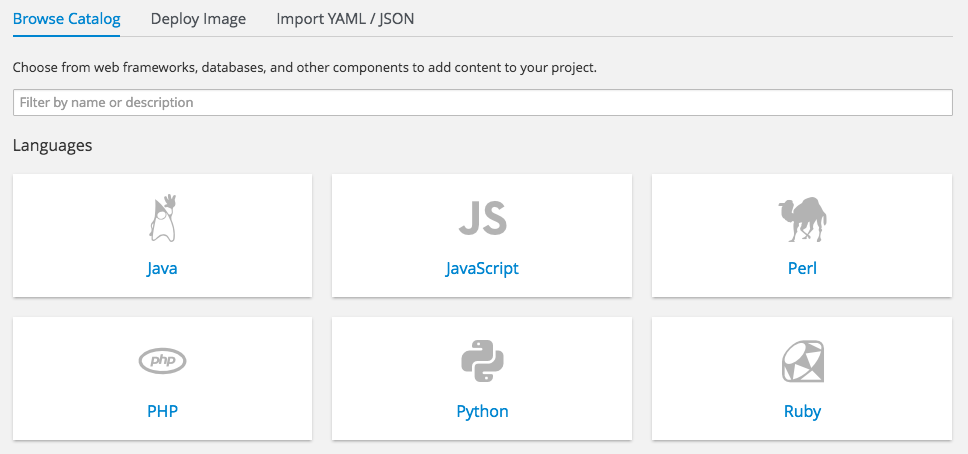 Browse Catalog Deploy Image Import YAML / JSON
Choose from web frameworks, databases, and other components to add content to your project.
Filter by name or description
Languages
JS
Java JavaScript Perl
php
PHP Python Ruby